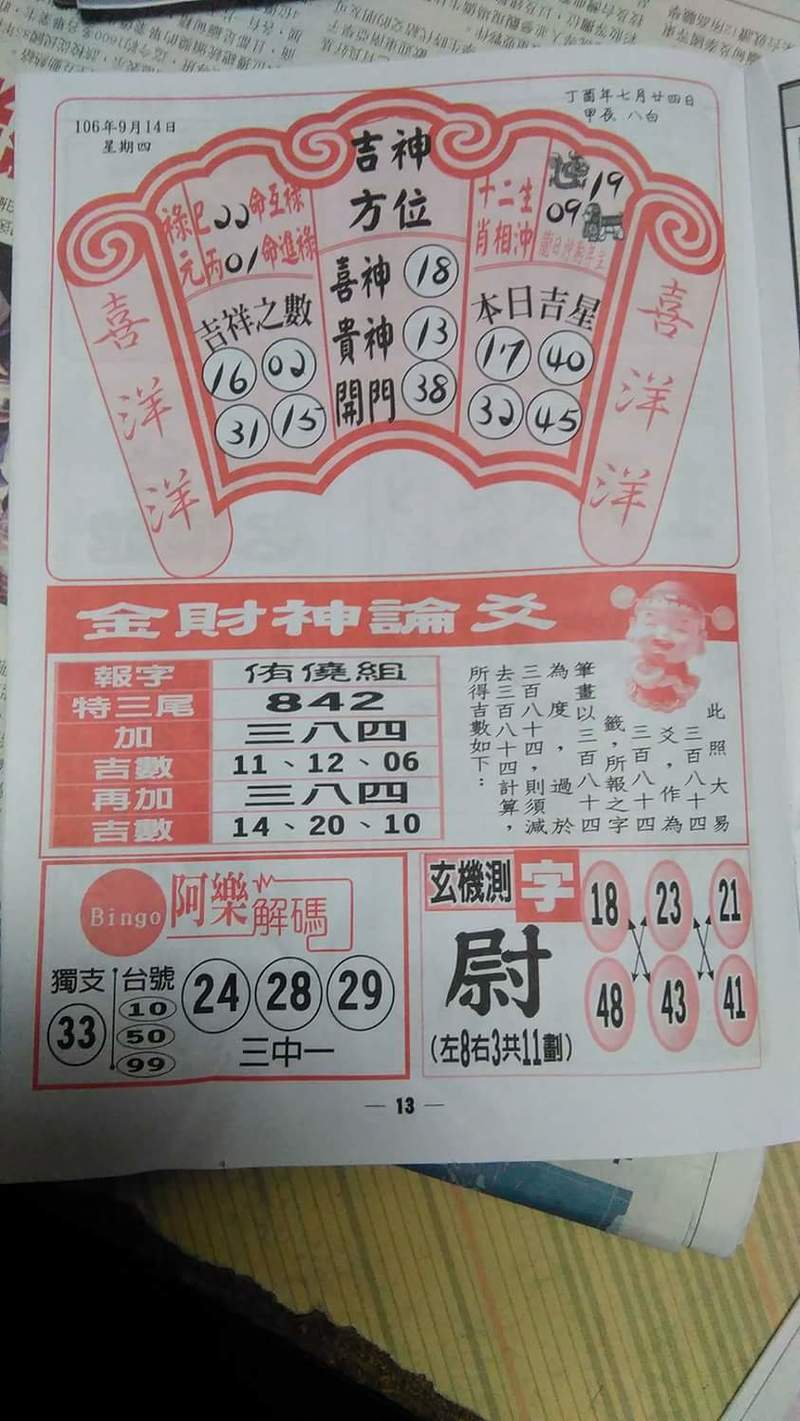 106年9月14日
星期四
丁酉年七月廿四日
甲辰 八白
吉神
方位
喜神 18
貴神 13
開門 38
祿巳22命互祿
元丙01命進祿
吉祥之數
16 02
31 15
十二生
肖相沖
19
09
本日吉星
17 40
32 45
喜洋洋
喜洋洋
金財神論爻
報字 侑僥組
特三尾 842
加 三八四
吉數 11、12、06
再加 三八四
吉數 14、20、10
此照大易
三百八十四
爻，作為
三百八十四
籤，所報之字
筆畫以三百八十四
為度，過於
三百八十四，則須減
去三百八十四計算，
所得吉數如下：
Bingo 阿樂解碼
獨支 台號
33
10
50
99
24 28 29
三中一
玄機測字
尉
(左8右3共11劃)
18 23 21
48 43 41
— 13 —